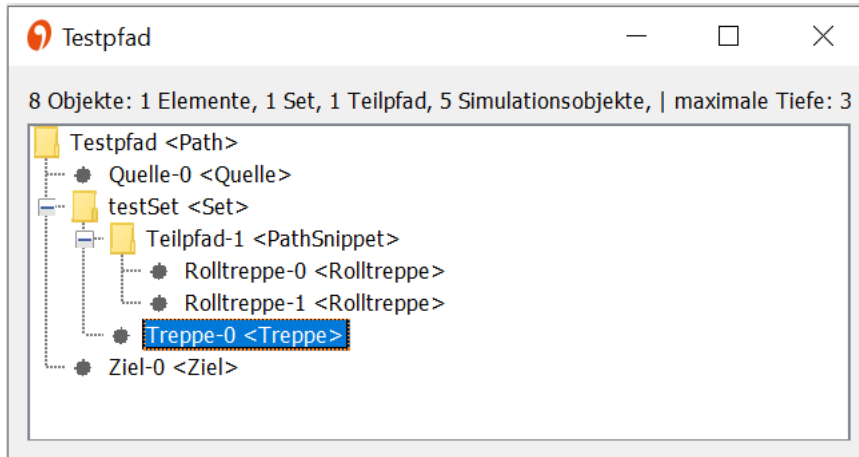 Testpfad
8 Objekte: 1 Elemente, 1 Set, 1 Teilpfad, 5 Simulationsobjekte, | maximale Tiefe: 3
Testpfad <Path>
Quelle-0 <Quelle>
testSet <Set>
Teilpfad-1 <PathSnippet>
Rolltreppe-0 <Rolltreppe>
Rolltreppe-1 <Rolltreppe>
Treppe-0 <Treppe>
Ziel-0 <Ziel>